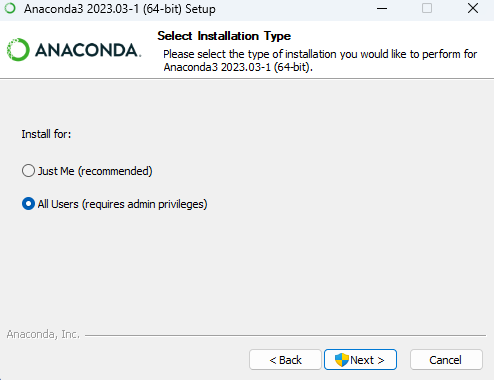 Anaconda3 2023.03-1 (64-bit) Setup
ANACONDA.
Select Installation Type
Please select the type of installation you would like to perform for
Anaconda3 2023.03-1 (64-bit).
Install for:
Just Me (recommended)
All Users (requires admin privileges)
Anaconda, Inc.
< Back
Next >
Cancel